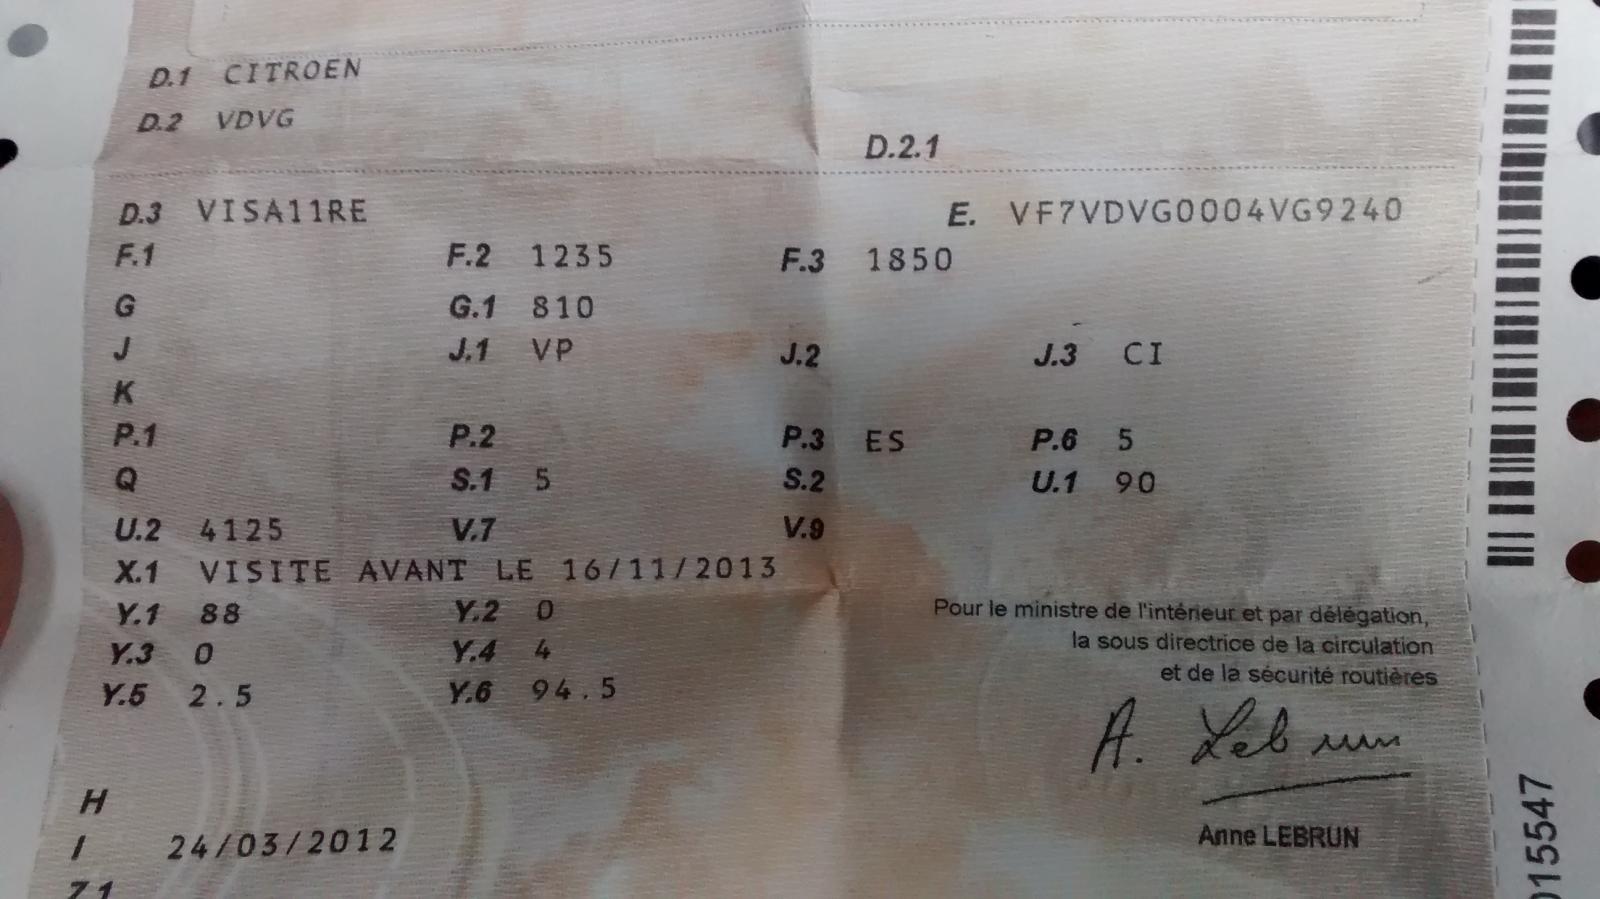 D.1 CITROEN
D.2 VDVG
D.2.1
D.3 VISA11RE E. VF7VDVG0004VG9240
F.1 F.2 1235 F.3 1850
G G.1 810
J J.1 VP J.2 J.3 CI
K
P.1 P.2 P.3 ES P.6 5
Q S.1 5 S.2 U.1 90
U.2 4125 V.7 V.9
X.1 VISITE AVANT LE 16/11/2013
Y.1 88 Y.2 0
Y.3 0 Y.4 4
Y.5 2.5 Y.6 94.5
Pour le ministre de l'intérieur et par délégation,
la sous directrice de la circulation
et de la sécurité routières
A. Lebrun
Anne LEBRUN
H
I 24/03/2012
Z.1
015547